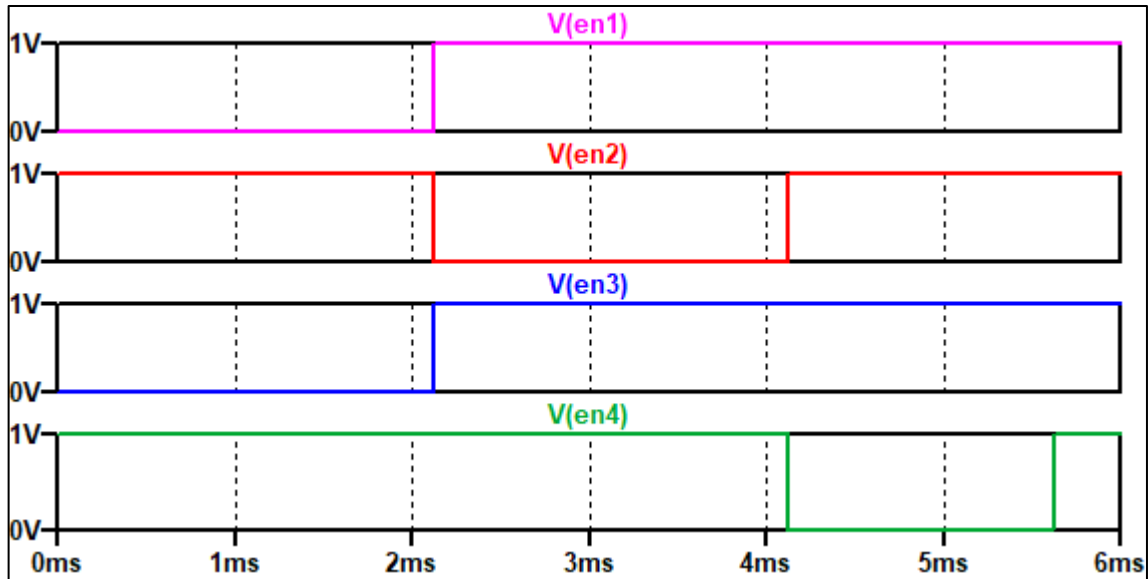 V(en1)
1V
0V
V(en2)
1V
0V
V(en3)
1V
0V
V(en4)
1V
0V
0ms 1ms 2ms 3ms 4ms 5ms 6ms